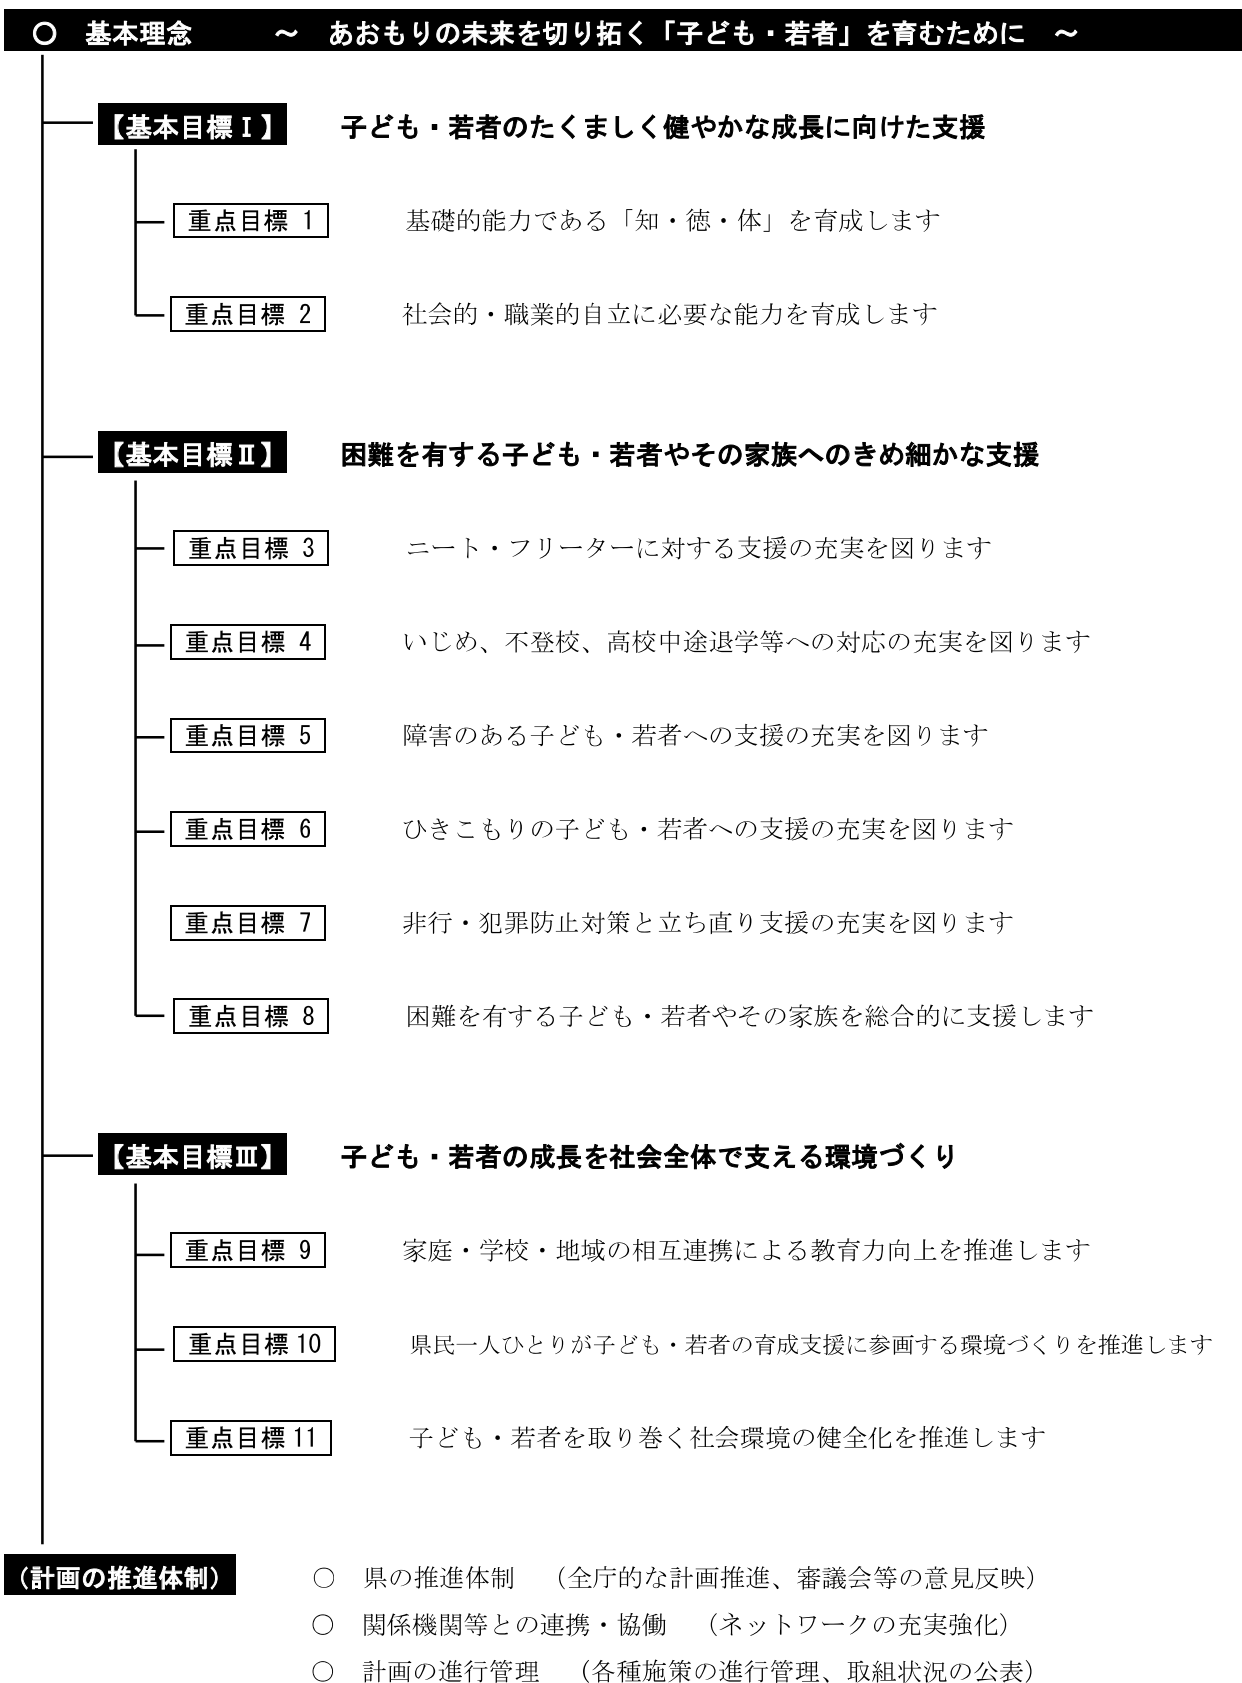 ○　基本理念　　　～　あおもりの未来を切り拓く「子ども・若者」を育むために　～
【基本目標Ⅰ】　　子ども・若者のたくましく健やかな成長に向けた支援
重点目標 1　　　基礎的能力である「知・徳・体」を育成します
重点目標 2　　　社会的・職業的自立に必要な能力を育成します
【基本目標Ⅱ】　　困難を有する子ども・若者やその家族へのきめ細かな支援
重点目標 3　　　ニート・フリーターに対する支援の充実を図ります
重点目標 4　　　いじめ、不登校、高校中途退学等への対応の充実を図ります
重点目標 5　　　障害のある子ども・若者への支援の充実を図ります
重点目標 6　　　ひきこもりの子ども・若者への支援の充実を図ります
重点目標 7　　　非行・犯罪防止対策と立ち直り支援の充実を図ります
重点目標 8　　　困難を有する子ども・若者やその家族を総合的に支援します
【基本目標Ⅲ】　　子ども・若者の成長を社会全体で支える環境づくり
重点目標 9　　　家庭・学校・地域の相互連携による教育力向上を推進します
重点目標 10　　　県民一人ひとりが子ども・若者の育成支援に参画する環境づくりを推進します
重点目標 11　　　子ども・若者を取り巻く社会環境の健全化を推進します
（計画の推進体制）　　　○　県の推進体制　（全庁的な計画推進、審議会等の意見反映）
○　関係機関等との連携・協働　（ネットワークの充実強化）
○　計画の進行管理　（各種施策の進行管理、取組状況の公表）